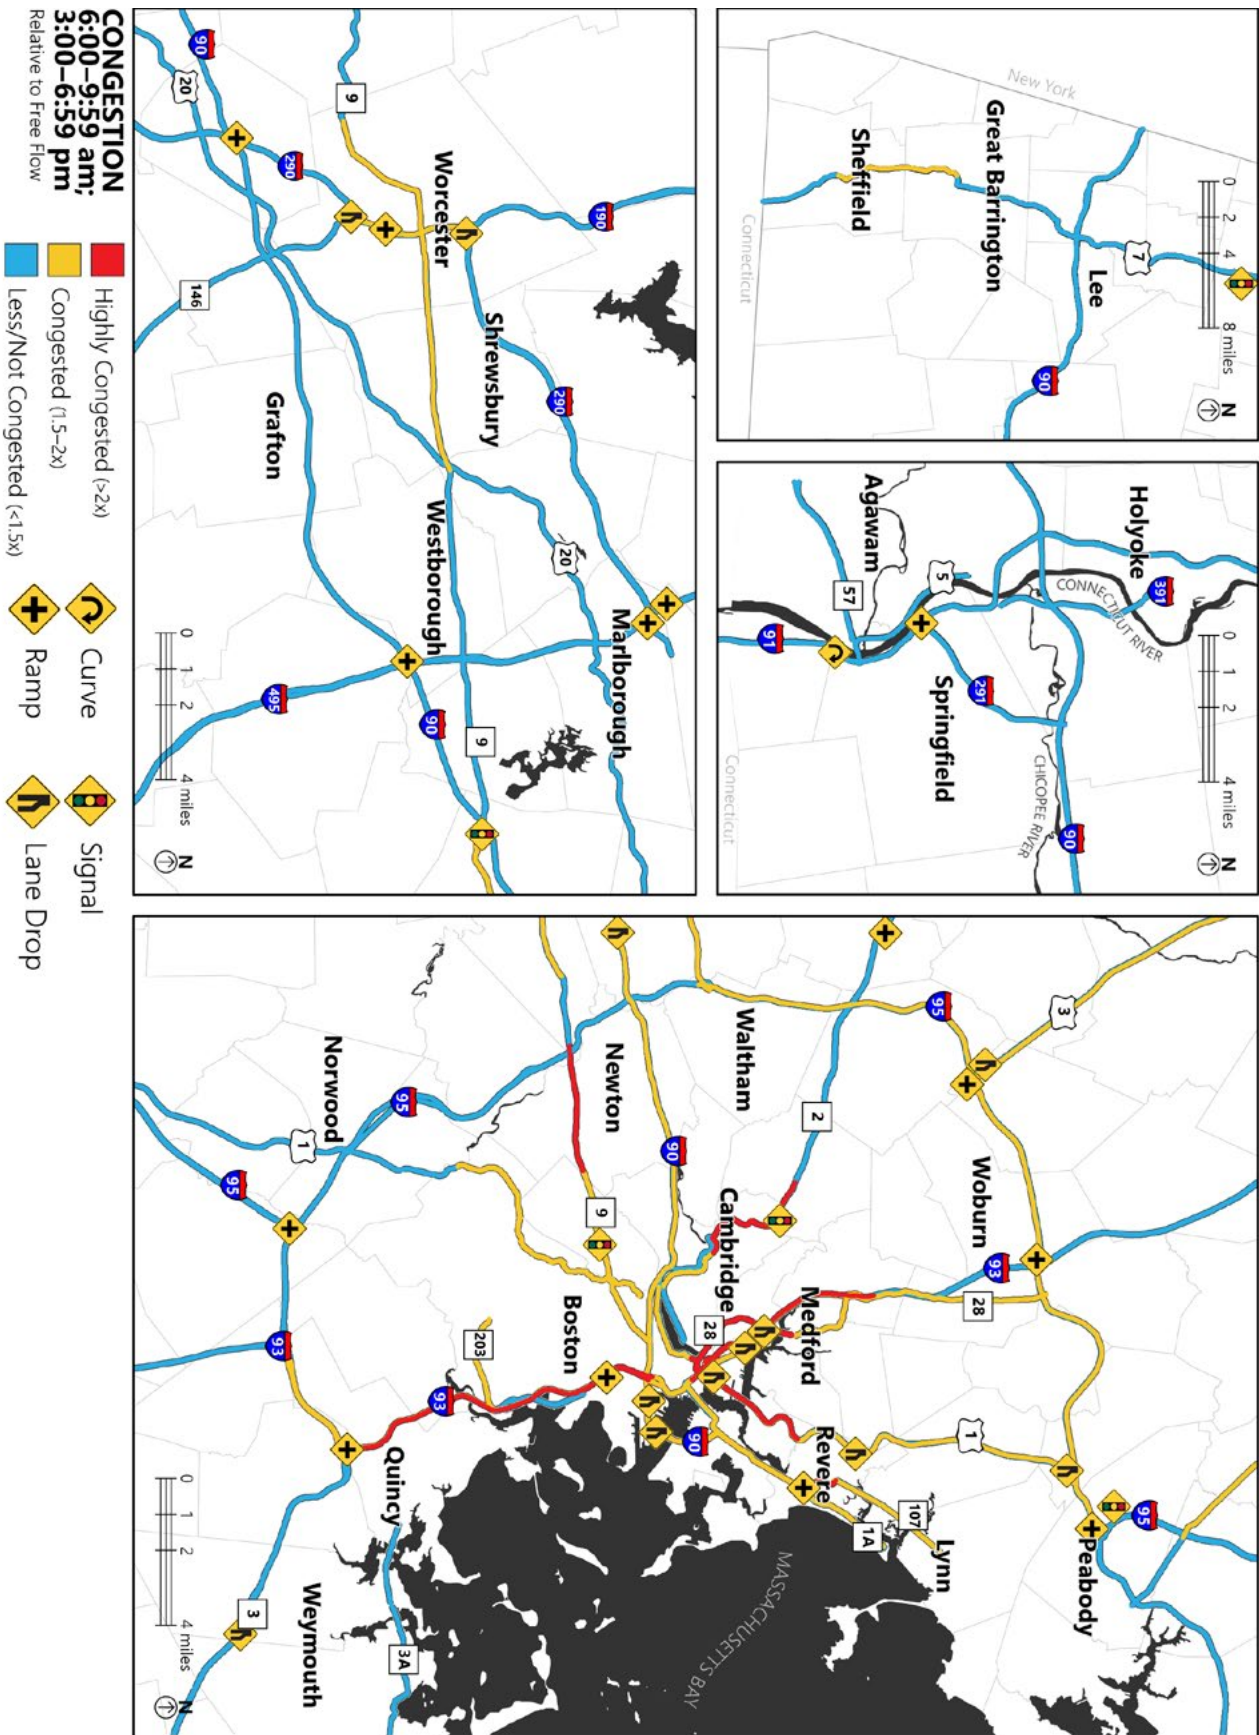 New York
Great Barrington
Sheffield
Lee
7
90
Connecticut
0 2 4 8 miles
N
Holyoke
391
CONNECTICUT RIVER
Agawam
5
57
91
291
Springfield
CHICOPEE RIVER
90
Connecticut
0 1 2 4 miles
N
90
20
9
290
Worcester
190
146
Shrewsbury
290
Grafton
Westborough
20
Marlborough
495
90
9
0 1 2 4 miles
N
3
95
Waltham
2
Woburn
93
28
Newton
90
Cambridge
Medford
28
Norwood
95
1
95
9
Boston
203
93
93
90
Revere
1
107
1A
Lynn
95
Peabody
Quincy
3A
Weymouth
3
MASSACHUSETTS BAY
0 1 2 4 miles
N
CONGESTION
6:00–9:59 am;
3:00–6:59 pm
Relative to Free Flow
Highly Congested (>2x)
Congested (1.5–2x)
Less/Not Congested (<1.5x)
Curve
Ramp
Signal
Lane Drop